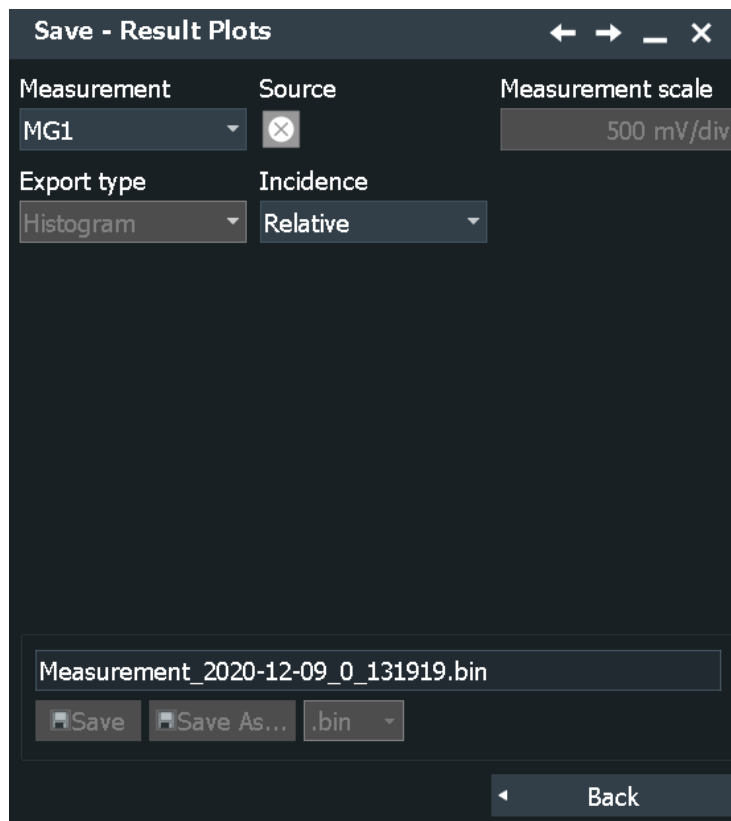 Save - Result Plots
Measurement Source Measurement scale
MG1 500 mV/div
Export type Incidence
Histogram Relative
Measurement_2020-12-09_0_131919.bin
Save Save As... .bin
Back